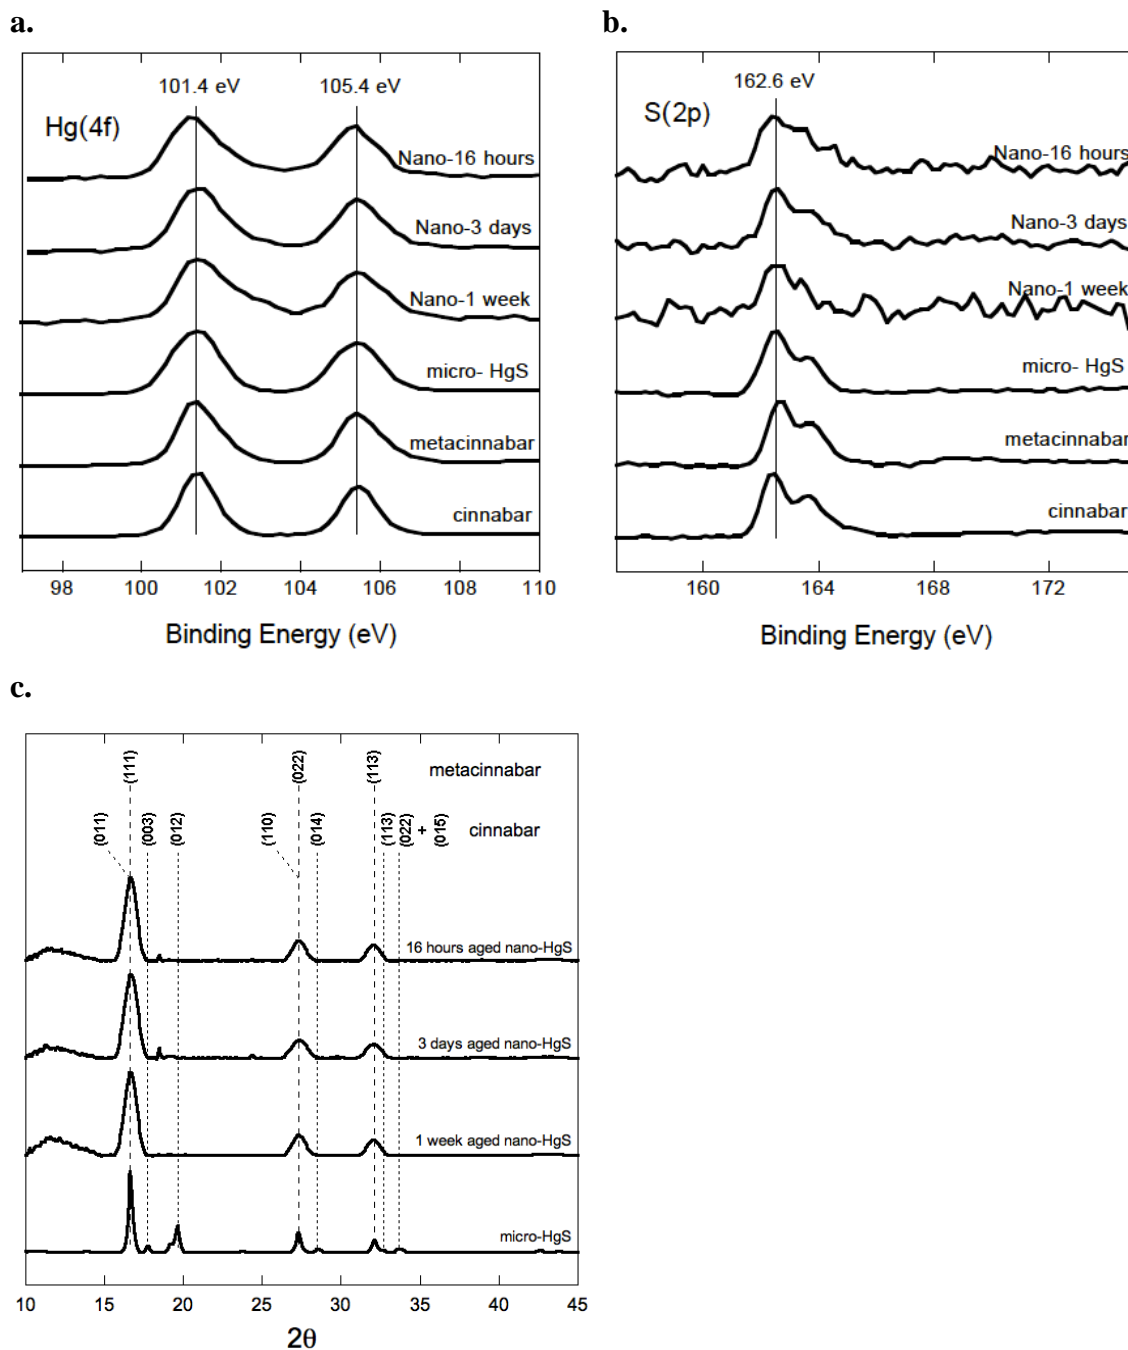 a.
101.4 eV 105.4 eV
Hg(4f)
Nano-16 hours
Nano-3 days
Nano-1 week
micro- HgS
metacinnabar
cinnabar
98 100 102 104 106 108 110
Binding Energy (eV)
b.
162.6 eV
S(2p)
Nano-16 hours
Nano-3 days
Nano-1 week
micro-HgS
metacinnabar
cinnabar
160 164 168 172
Binding Energy (eV)
c.
(111) (022) (113) metacinnabar
(011) (003) (012) (110) (014) (113) (022) + (015) cinnabar
16 hours aged nano-HgS
3 days aged nano-HgS
1 week aged nano-HgS
micro-HgS
10 15 20 25 30 35 40 45
2θ